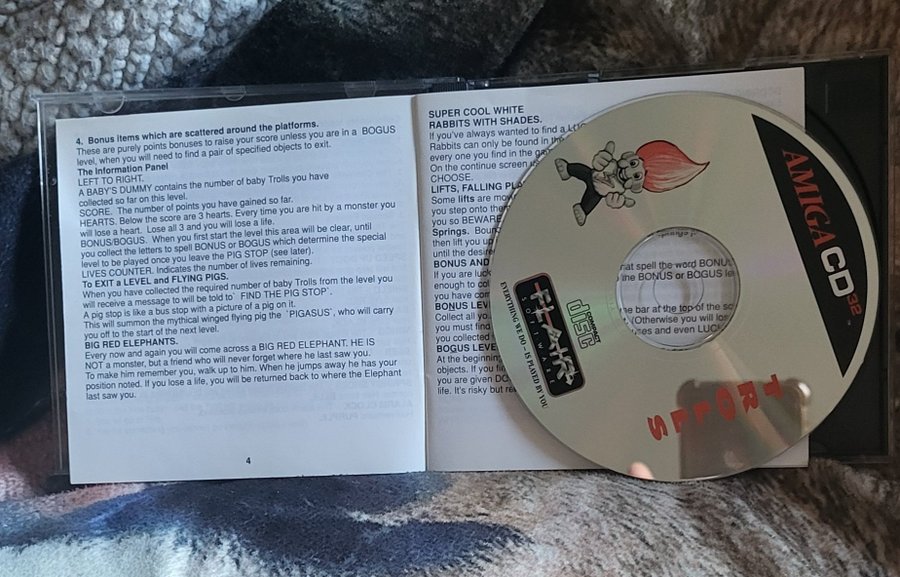 4. Bonus items which are scattered around the platforms.
These are purely points bonuses to raise your score unless you are in a BOGUS
level, when you will need to find a pair of specified objects to exit.
The Information Panel
LEFT TO RIGHT.
A BABY'S DUMMY contains the number of baby Trolls you have
collected so far on this level.
SCORE. The number of points you have gained so far.
HEARTS. Below the score are 3 hearts. Every time you are hit by a monster you
will lose a heart. Lose all 3 and you will lose a life.
BONUS/BOGUS. When you first start the level this area will be clear, until
you collect the letters to spell BONUS or BOGUS which determine the special
level to be played once you leave the PIG STOP (see later).
LIVES COUNTER. Indicates the number of lives remaining.
To EXIT a LEVEL and FLYING PIGS.
When you have collected the required number of baby Trolls from the level you
will receive a message to will be told to` FIND THE PIG STOP`.
A pig stop is like a bus stop with a picture of a pig on it.
This will summon the mythical winged flying pig the `PIGASUS`, who will carry
you off to the start of the next level.
BIG RED ELEPHANTS.
Every now and again you will come across a BIG RED ELEPHANT. HE IS
NOT a monster, but a friend who will never forget where he last saw you.
To make him remember you, walk up to him. When he jumps away he has your
position noted. If you lose a life, you will be returned back to where the Elephant
last saw you.
4
SUPER COOL WHITE
RABBITS WITH SHADES.
If you've always wanted to find a
Rabbits can only be found in the
every one you find in the
On the continue screen
CHOOSE.
LIFTS, FALLING
Some lifts are
you step onto
you so BEWARE
Springs.
then lift you up
until the desired
BONUS AND
If you are
enough to
you have
BONUS
Collect all
you must find
you collected
BOGUS
At the beginning
objects. If you
you are given
life. It's risky but
that spell the word
the BONUS or BOGUS
the bar at the top of the
(Otherwise you will
and even
AMIGA CD32
COMPACT
disc
FLAIR
SOFTWARE
EVERYTHING WE DO - IS PLAYED BY YOU
TROLLS